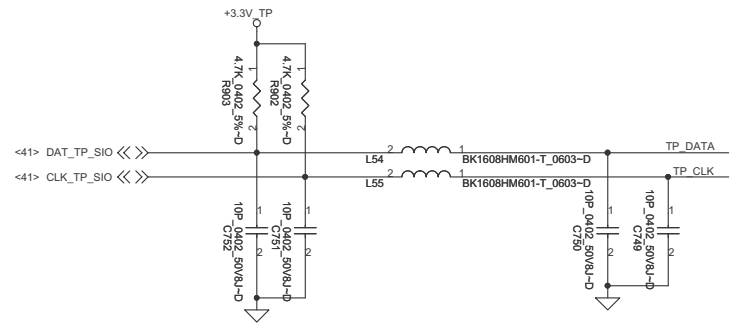 +3.3V_TP
1
4.7K_0402_5%~D
R903
2
1
4.7K_0402_5%~D
R902
2
<41> DAT_TP_SIO
2
L54
1
BK1608HM601-T_0603~D
TP_DATA
<41> CLK_TP_SIO
2
L55
1
BK1608HM601-T_0603~D
TP_CLK
1
10P_0402_50V8J~D
C752
2
1
10P_0402_50V8J~D
C751
2
1
10P_0402_50V8J~D
C750
2
1
10P_0402_50V8J~D
C749
2